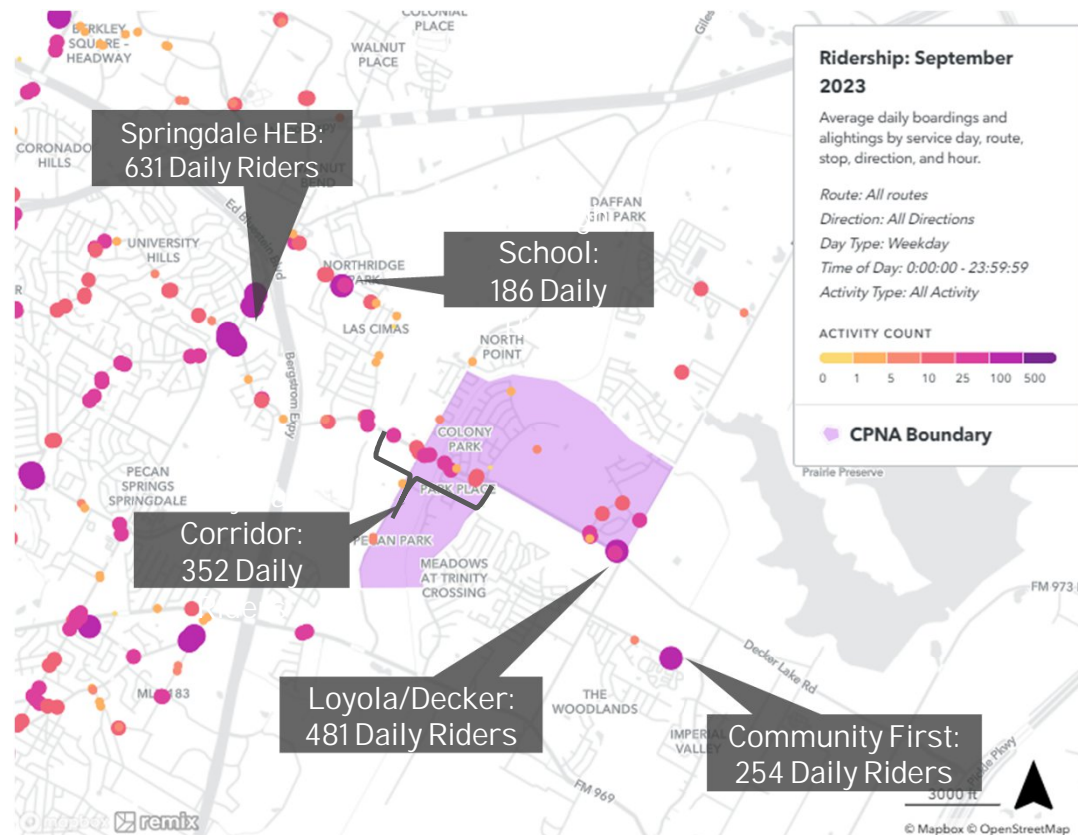 COLONIAL
PLACE
Giles
BERKLEY
SQUARE -
HEADWAY
WALNUT
PLACE
Ridership: September
2023
Average daily boardings and
alightings by service day, route,
stop, direction, and hour.
Route: All routes
Direction: All Directions
Day Type: Weekday
Time of Day: 0:00:00 - 23:59:59
Activity Type: All Activity
ACTIVITY COUNT
0 1 5 10 25 100 500
CPNA Boundary
Springdale HEB:
631 Daily Riders
CORONADO
HILLS
BEND
DAFFAN
GIN PARK
UNIVERSITY
HILLS
NORTHRIDGE
PARK
School:
186 Daily
LAS CIMAS
NORTH
POINT
Bergstrom Expy
COLONY
PARK
PARK PLACE
PECAN
SPRINGS
SPRINGDALE
Prairie Preserve
Corridor:
352 Daily
PECAN PARK
MEADOWS
AT TRINITY
CROSSING
FM 973
Decker Lake Rd
Loyola/Decker:
481 Daily Riders
THE
WOODLANDS
IMPERIAL
VALLEY
Community First:
254 Daily Riders
Pkwy
FM 969
3000 ft
remix
© Mapbox © OpenStreetMap